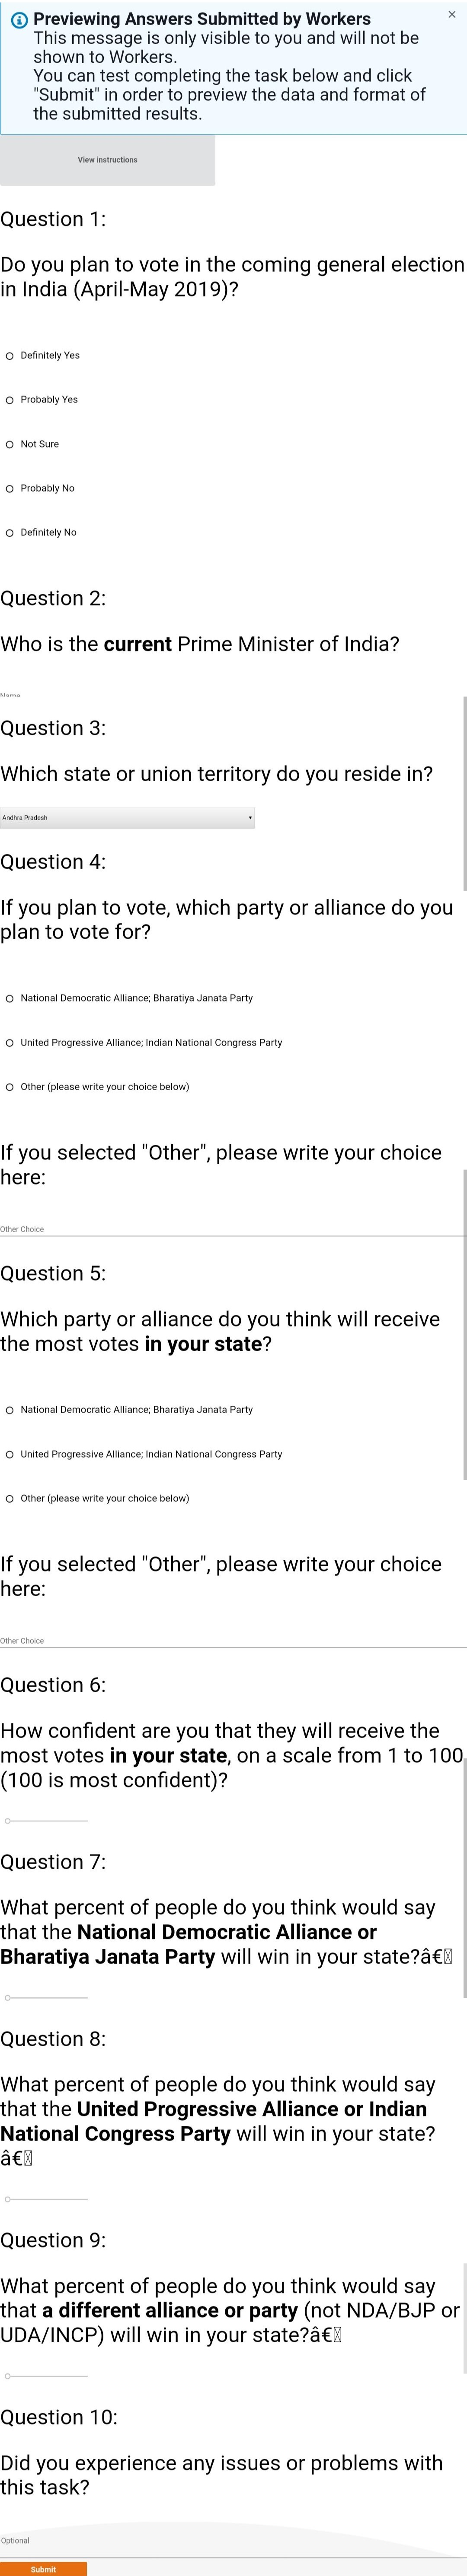 Previewing Answers Submitted by Workers
This message is only visible to you and will not be
shown to Workers.
You can test completing the task below and click
"Submit" in order to preview the data and format of
the submitted results.
View instructions
Question 1:
Do you plan to vote in the coming general election
in India (April-May 2019)?
Definitely Yes
Probably Yes
Not Sure
Probably No
Definitely No
Question 2:
Who is the current Prime Minister of India?
Name
Question 3:
Which state or union territory do you reside in?
Andhra Pradesh
Question 4:
If you plan to vote, which party or alliance do you
plan to vote for?
National Democratic Alliance; Bharatiya Janata Party
United Progressive Alliance; Indian National Congress Party
Other (please write your choice below)
If you selected "Other", please write your choice
here:
Other Choice
Question 5:
Which party or alliance do you think will receive
the most votes in your state?
National Democratic Alliance; Bharatiya Janata Party
United Progressive Alliance; Indian National Congress Party
Other (please write your choice below)
If you selected "Other", please write your choice
here:
Other Choice
Question 6:
How confident are you that they will receive the
most votes in your state, on a scale from 1 to 100
(100 is most confident)?
Question 7:
What percent of people do you think would say
that the National Democratic Alliance or
Bharatiya Janata Party will win in your state?â€
Question 8:
What percent of people do you think would say
that the United Progressive Alliance or Indian
National Congress Party will win in your state?
â€
Question 9:
What percent of people do you think would say
that a different alliance or party (not NDA/BJP or
UDA/INCP) will win in your state?â€
Question 10:
Did you experience any issues or problems with
this task?
Optional
Submit